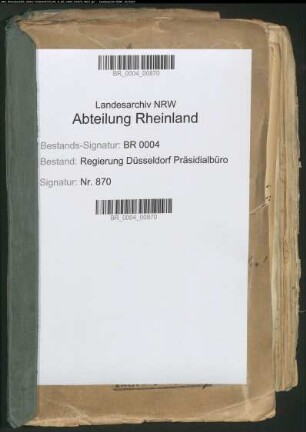 BR_0004_00870
Landesarchiv NRW
Abteilung Rheinland
Bestands-Signatur: BR 0004
Bestand: Regierung Düsseldorf Präsidialbüro
Signatur: Nr. 870
BR_0004_00870